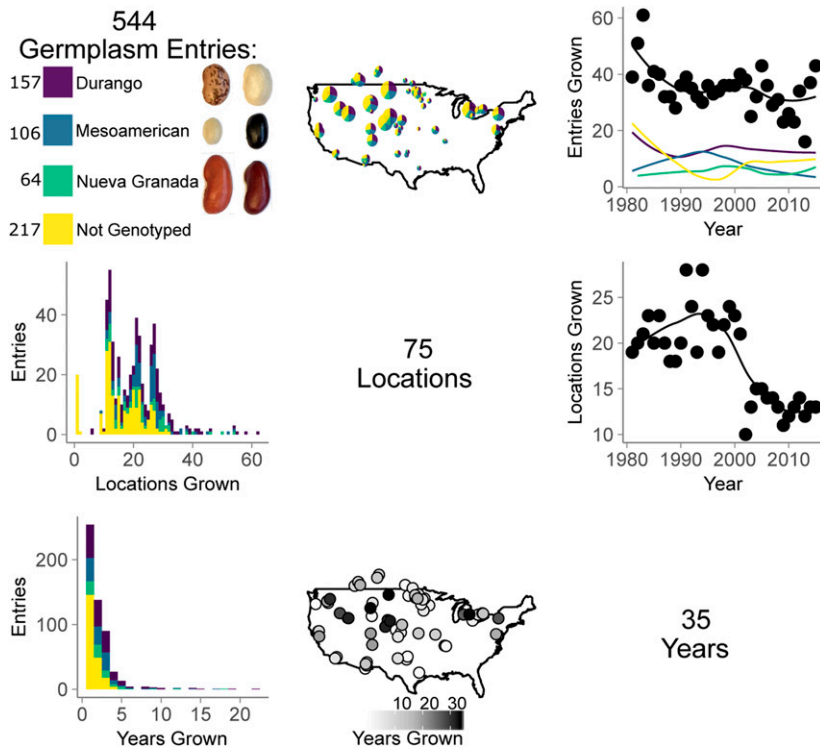 544
Germplasm Entries:
157 Durango
106 Mesoamerican
64 Nueva Granada
217 Not Genotyped
Entries Grown
60
40
20
0
1980 1990 2000 2010
Year
Entries
40
20
0
0 20 40 60
Locations Grown
75
Locations
Locations Grown
25
20
15
10
1980 1990 2000 2010
Year
Entries
200
100
0
0 5 10 15 20
Years Grown
10 20 30
Years Grown
35
Years